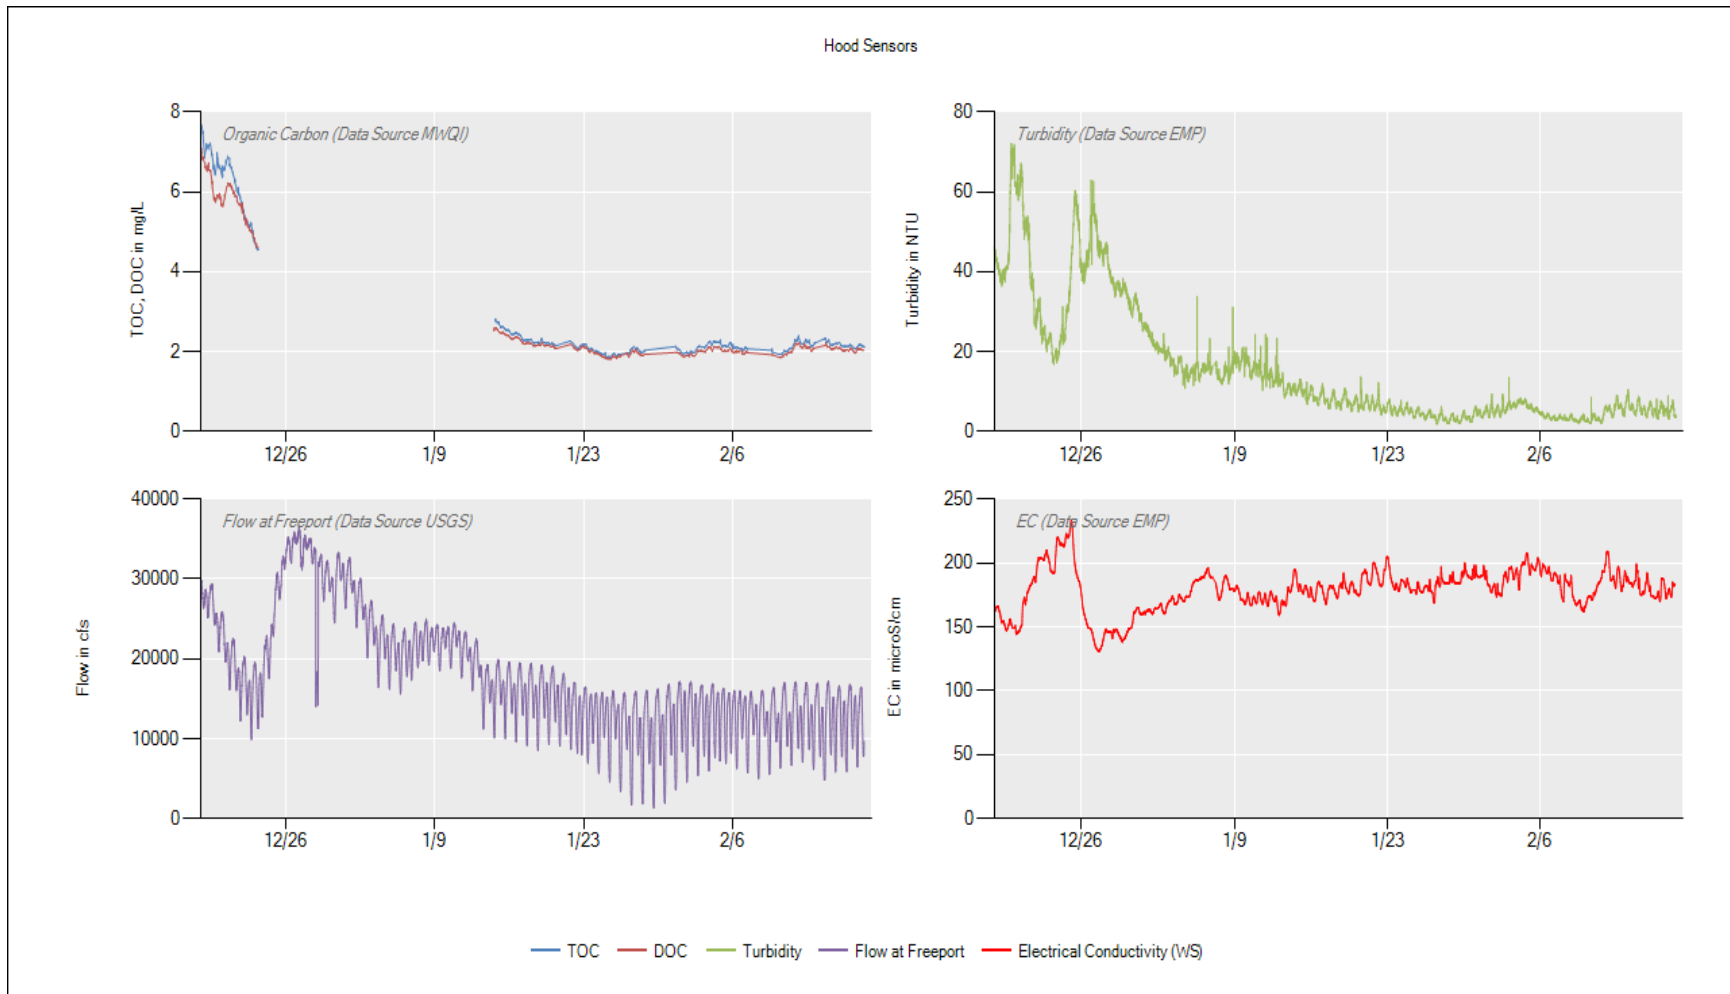 Hood Sensors
Organic Carbon (Data Source MWQI)
TOC, DOC in mg/L
8
6
4
2
0
12/26 1/9 1/23 2/6
Turbidity (Data Source EMP)
Turbidity in NTU
80
60
40
20
0
12/26 1/9 1/23 2/6
Flow at Freeport (Data Source USGS)
Flow in cfs
40000
30000
20000
10000
0
12/26 1/9 1/23 2/6
EC (Data Source EMP)
EC in microS/cm
250
200
150
100
50
0
12/26 1/9 1/23 2/6
TOC DOC Turbidity Flow at Freeport Electrical Conductivity (WS)